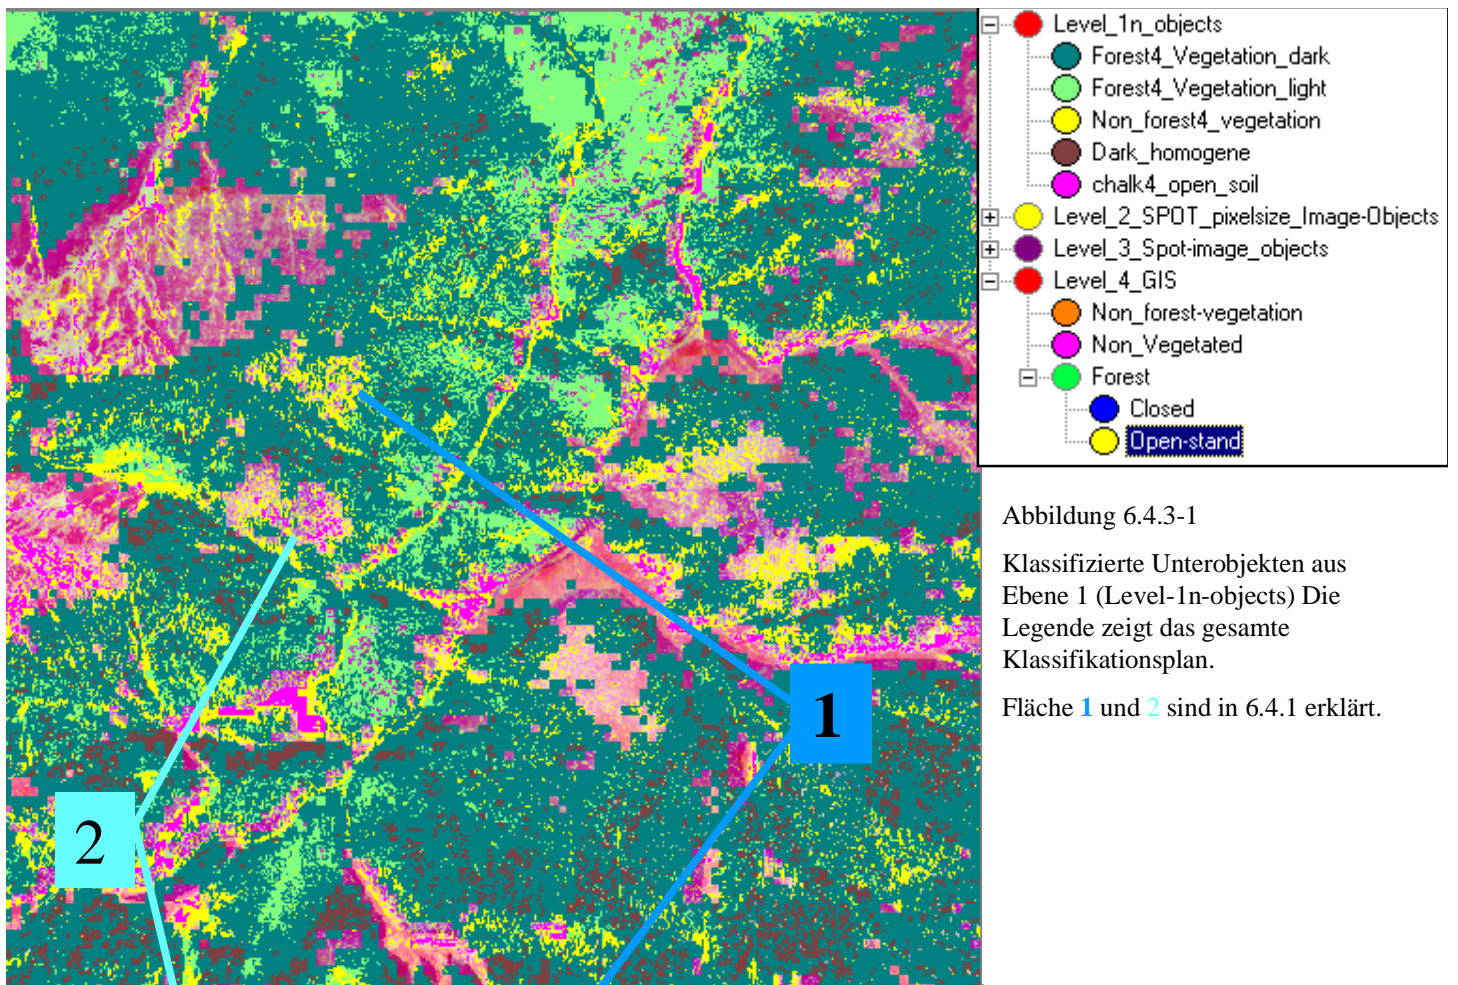 Level_1n_objects
Forest4_Vegetation_dark
Forest4_Vegetation_light
Non_forest4_vegetation
Dark_homogene
chalk4_open_soil
Level_2_SPOT_pixelsize_Image-Objects
Level_3_Spot-image_objects
Level_4_GIS
Non_forest-vegetation
Non_Vegetated
Forest
Closed
Open-stand
Abbildung 6.4.3-1
Klassifizierte Unterobjekten aus
Ebene 1 (Level-1n-objects) Die
Legende zeigt das gesamte
Klassifikationsplan.
Fläche 1 und 2 sind in 6.4.1 erklärt.
1
2